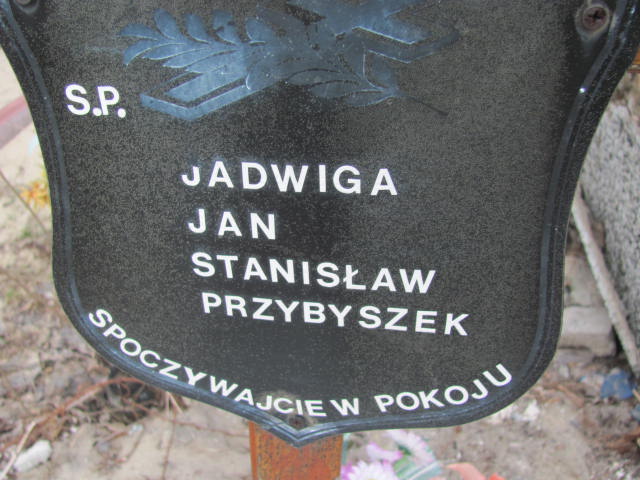 S.P.
JADWIGA
JAN
STANISŁAW
PRZYBYSZEK
SPOCZYWAJCIE W POKOJU